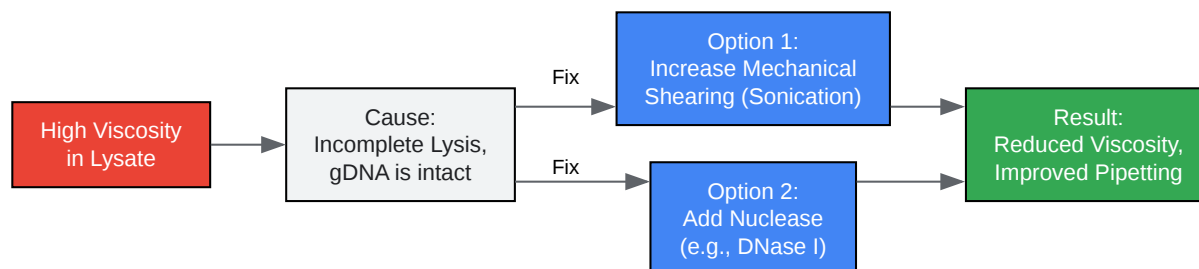 High Viscosity
in Lysate
Cause:
Incomplete Lysis,
gDNA is intact
Fix
Fix
Option 1:
Increase Mechanical
Shearing (Sonication)
Option 2:
Add Nuclease
(e.g., DNase I)
Result:
Reduced Viscosity,
Improved Pipetting